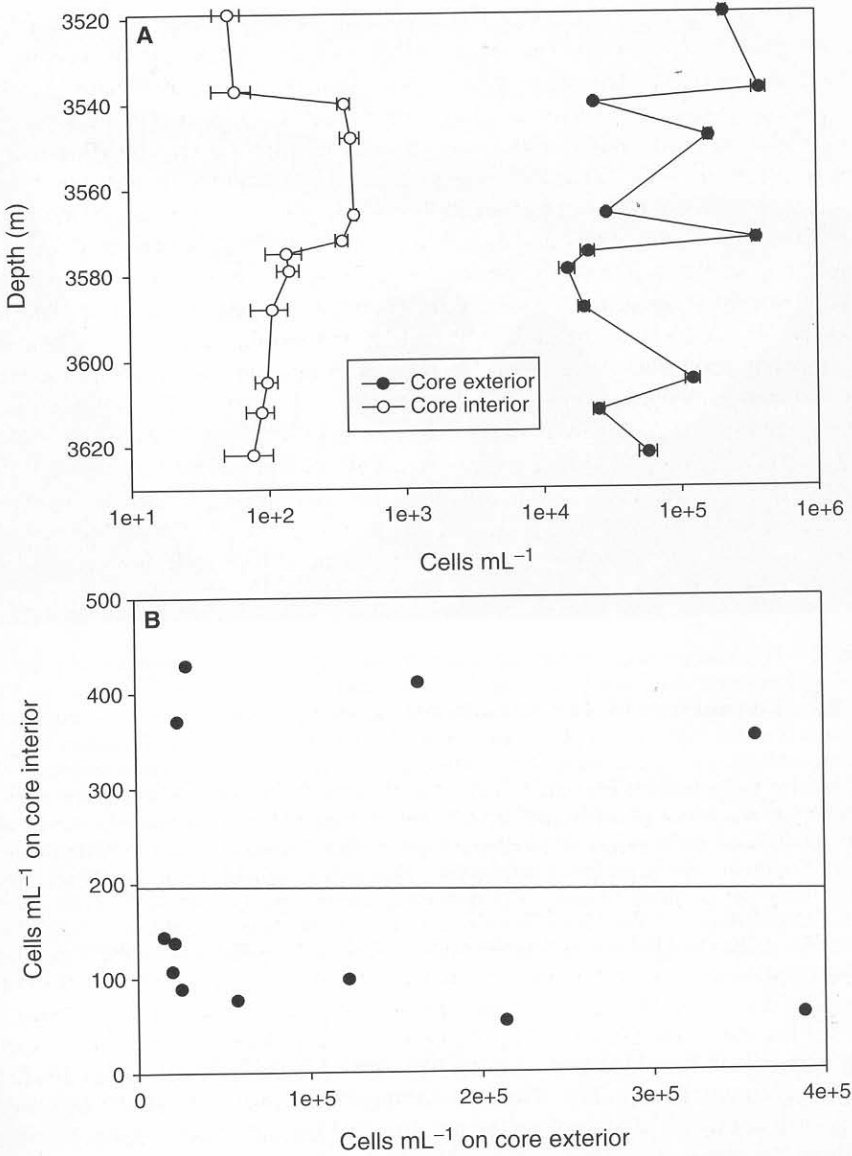 A
3520
3540
3560
3580
3600
3620
Depth (m)
Core exterior
Core interior
1e+1 1e+2 1e+3 1e+4 1e+5 1e+6
Cells mL⁻¹
B
500
400
300
200
100
0
Cells mL⁻¹ on core interior
0 1e+5 2e+5 3e+5 4e+5
Cells mL⁻¹ on core exterior